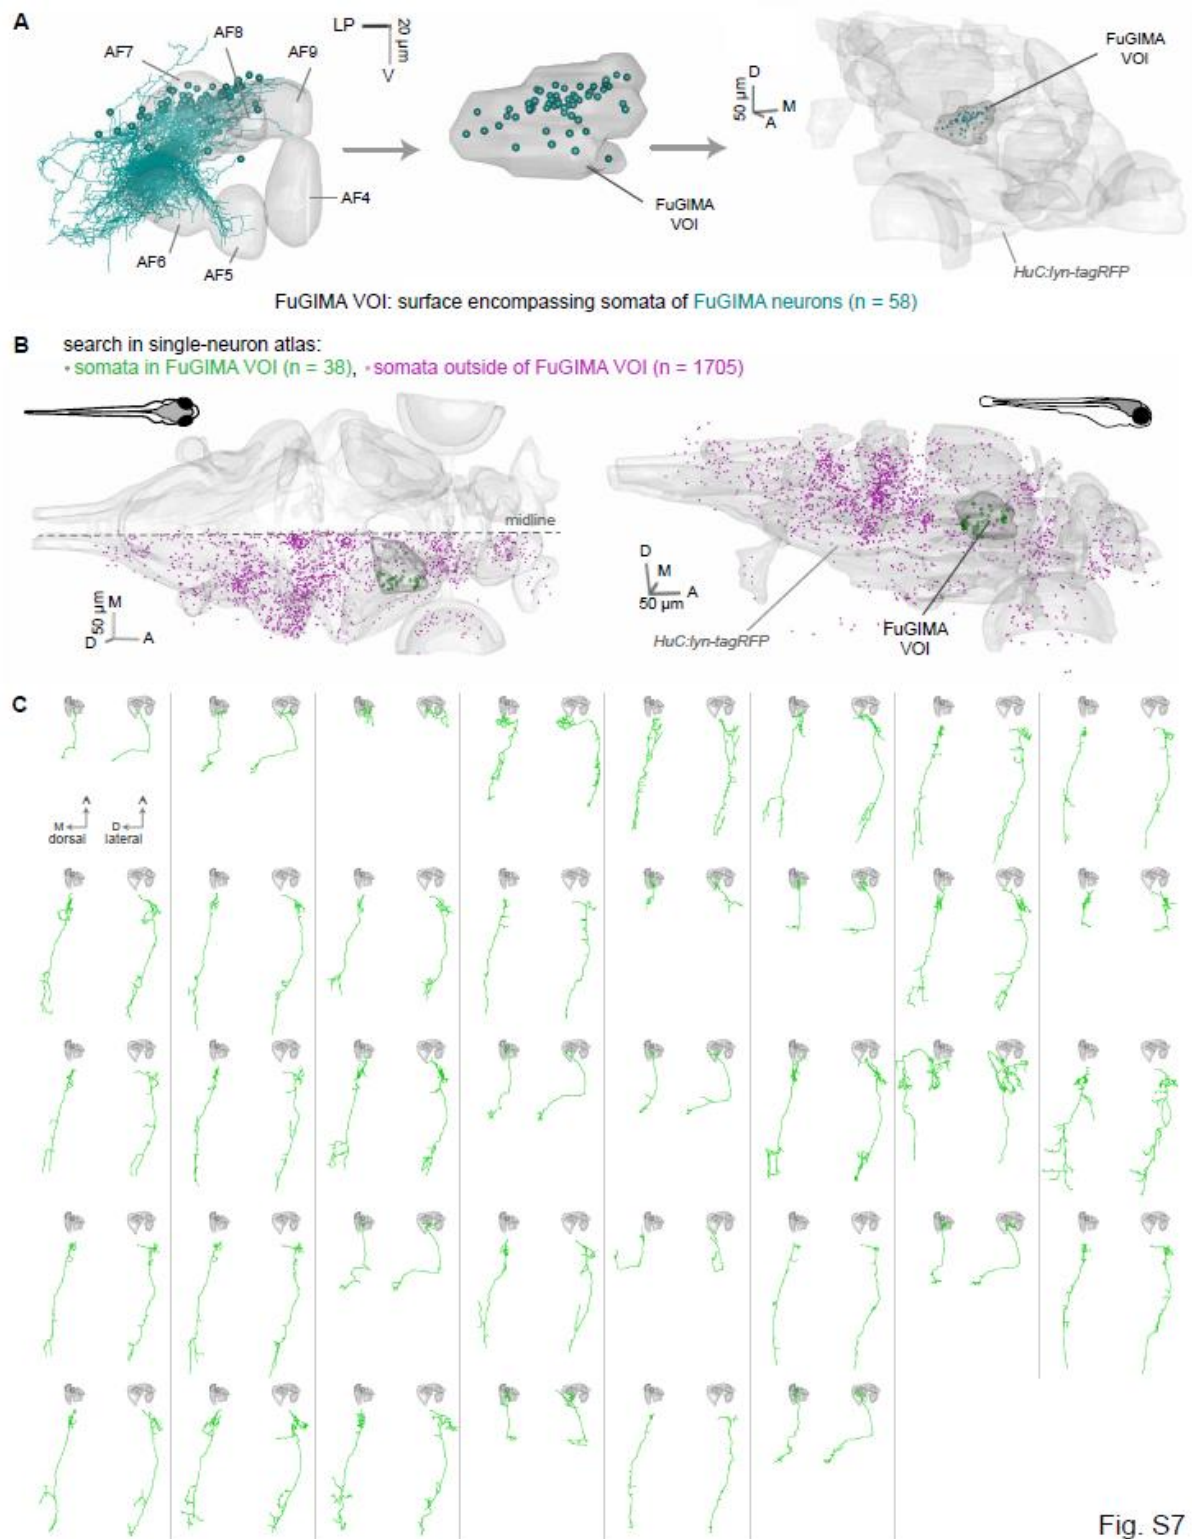 A
AF7
AF8
AF9
LP
20 µm
V
AF4
AF6
AF5
FuGIMA
VOI
D
50 µm
M
A
FuGIMA
VOI
HuC:lyn-tagRFP
FuGIMA VOI: surface encompassing somata of FuGIMA neurons (n = 58)
B
search in single-neuron atlas:
somata in FuGIMA VOI (n = 38), somata outside of FuGIMA VOI (n = 1705)
midline
50 µm
M
D
A
D
M
50 µm
A
HuC:lyn-tagRFP
FuGIMA
VOI
C
A
M
dorsal
A
D
lateral
Fig. S7